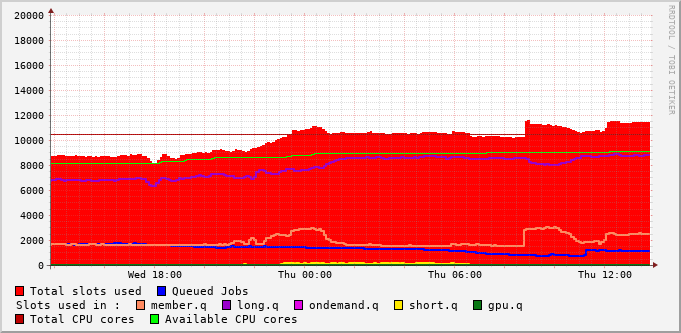 RRDTOOL / TOBI OETIKER
20000
18000
16000
14000
12000
10000
8000
6000
4000
2000
0
Wed 18:00 Thu 00:00 Thu 06:00 Thu 12:00
Total slots used Queued Jobs
Slots used in : member.q long.q ondemand.q short.q gpu.q
Total CPU cores Available CPU cores